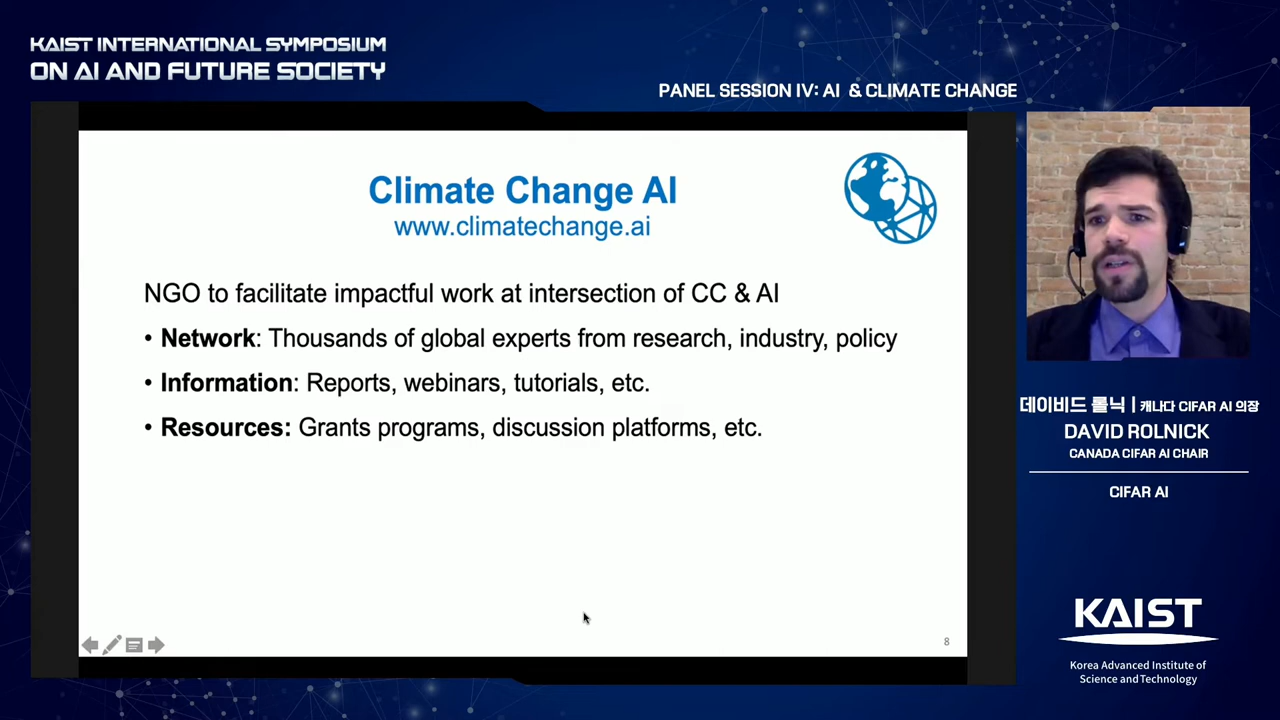 KAIST INTERNATIONAL SYMPOSIUM
ON AI AND FUTURE SOCIETY
PANEL SESSION IV: AI & CLIMATE CHANGE
Climate Change AI
www.climatechange.ai
NGO to facilitate impactful work at intersection of CC & AI
• Network: Thousands of global experts from research, industry, policy
• Information: Reports, webinars, tutorials, etc.
• Resources: Grants programs, discussion platforms, etc.
8
데이비드 롤닉 | 캐나다 CIFAR AI 의장
DAVID ROLNICK
CANADA CIFAR AI CHAIR
CIFAR AI
KAIST
Korea Advanced Institute of
Science and Technology